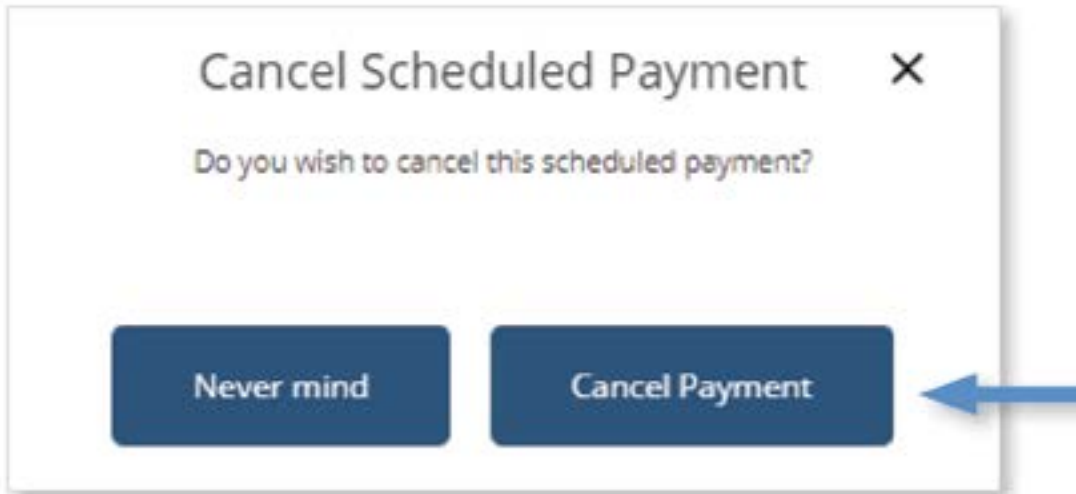 Cancel Scheduled Payment
Do you wish to cancel this scheduled payment?
Never mind
Cancel Payment